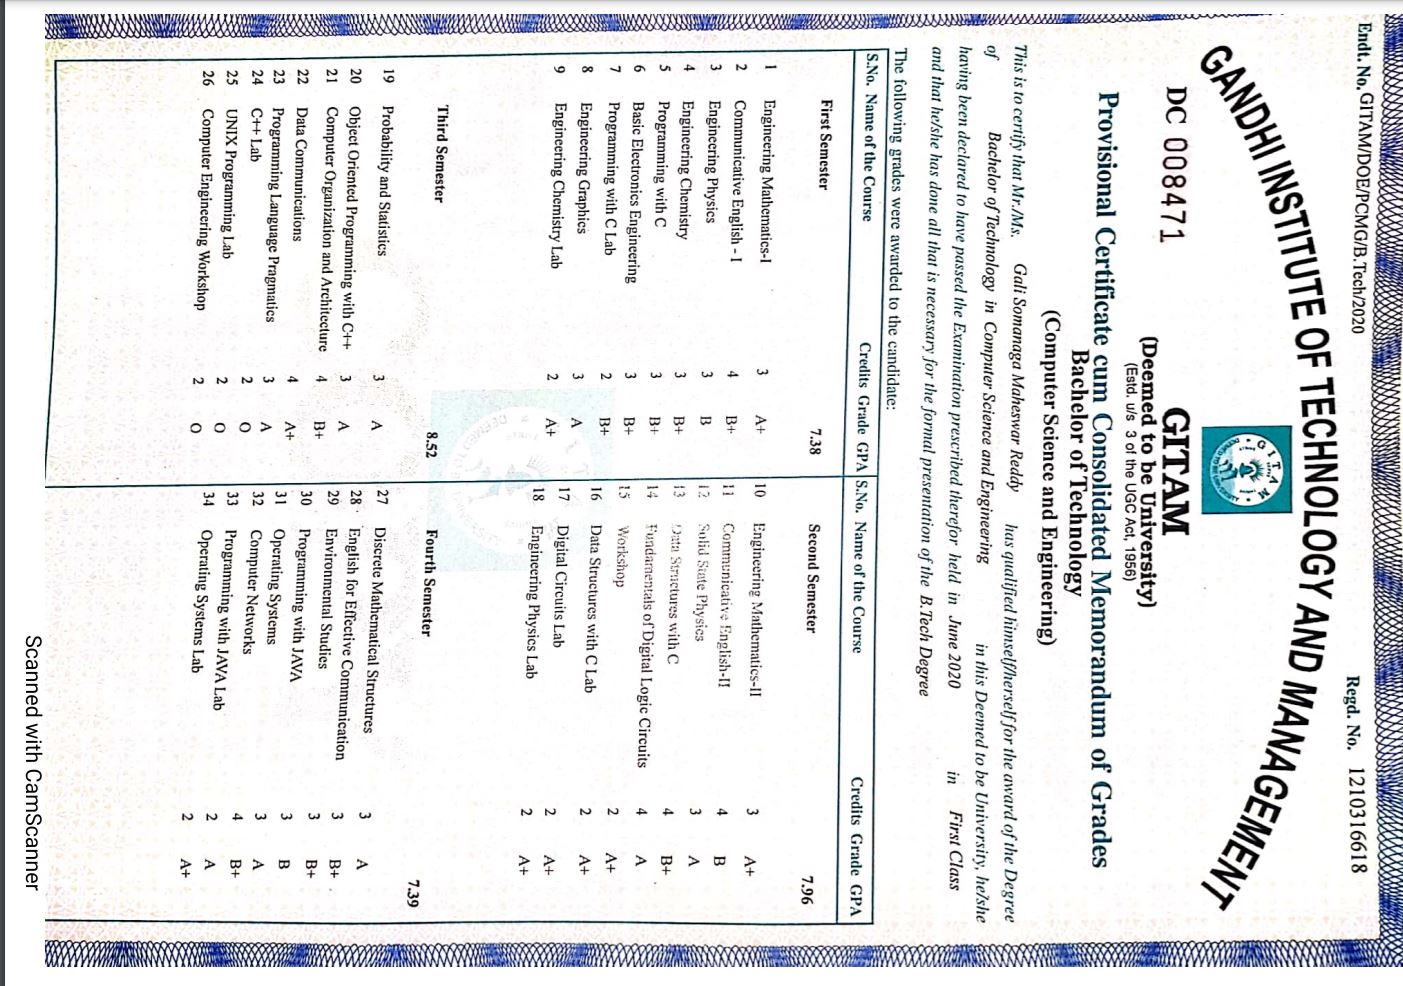 Endt. No. GITAM/DOE/PCMG/B.Tech/2020
Regd. No. 1210316618
GANDHI INSTITUTE OF TECHNOLOGY AND MANAGEMENT
GITAM
DEEMED TO BE UNIVERSITY
DC 008471
GITAM
(Deemed to be University)
(Estd. u/s 3 of the UGC Act, 1956)
Provisional Certificate cum Consolidated Memorandum of Grades
Bachelor of Technology
(Computer Science and Engineering)
This is to certify that Mr./Ms. Gali Somanaga Maheswar Reddy has qualified himself/herself for the award of the Degree
of Bachelor of Technology in Computer Science and Engineering in this Deemed to be University, he/she
having been declared to have passed the Examination prescribed therefor held in June 2020 in First Class
and that he/she has done all that is necessary for the formal presentation of the B.Tech Degree
The following grades were awarded to the candidate:
S.No. Name of the Course Credits Grade GPA
First Semester 7.38
1 Engineering Mathematics-I 3 A+
2 Communicative English - I 4 B+
3 Engineering Physics 3 B
4 Engineering Chemistry 3 B+
5 Programming with C 3 B+
6 Basic Electronics Engineering 3 B+
7 Programming with C Lab 2 B+
8 Engineering Graphics 3 A
9 Engineering Chemistry Lab 2 A+
S.No. Name of the Course Credits Grade GPA
Second Semester 7.96
10 Engineering Mathematics-II 3 A+
11 Communicative English-II 4 B
12 Solid State Physics 3 A
13 Data Structures with C 4 B+
14 Fundamentals of Digital Logic Circuits 4 A
15 Workshop 2 A+
16 Data Structures with C Lab 2 A+
17 Digital Circuits Lab 2 A+
18 Engineering Physics Lab 2 A+
Third Semester 8.52
19 Probability and Statistics 3 A
20 Object Oriented Programming with C++ 3 A
21 Computer Organization and Architecture 4 B+
22 Data Communications 4 A+
23 Programming Language Pragmatics 3 A
24 C++ Lab 2 O
25 UNIX Programming Lab 2 O
26 Computer Engineering Workshop 2 O
Fourth Semester 7.39
27 Discrete Mathematical Structures 3 A
28 English for Effective Communication 3 B+
29 Environmental Studies 3 B+
30 Programming with JAVA 3 B
31 Operating Systems 3 A
32 Computer Networks 4 B+
33 Programming with JAVA Lab 2 A
34 Operating Systems Lab 2 A+
Scanned with CamScanner